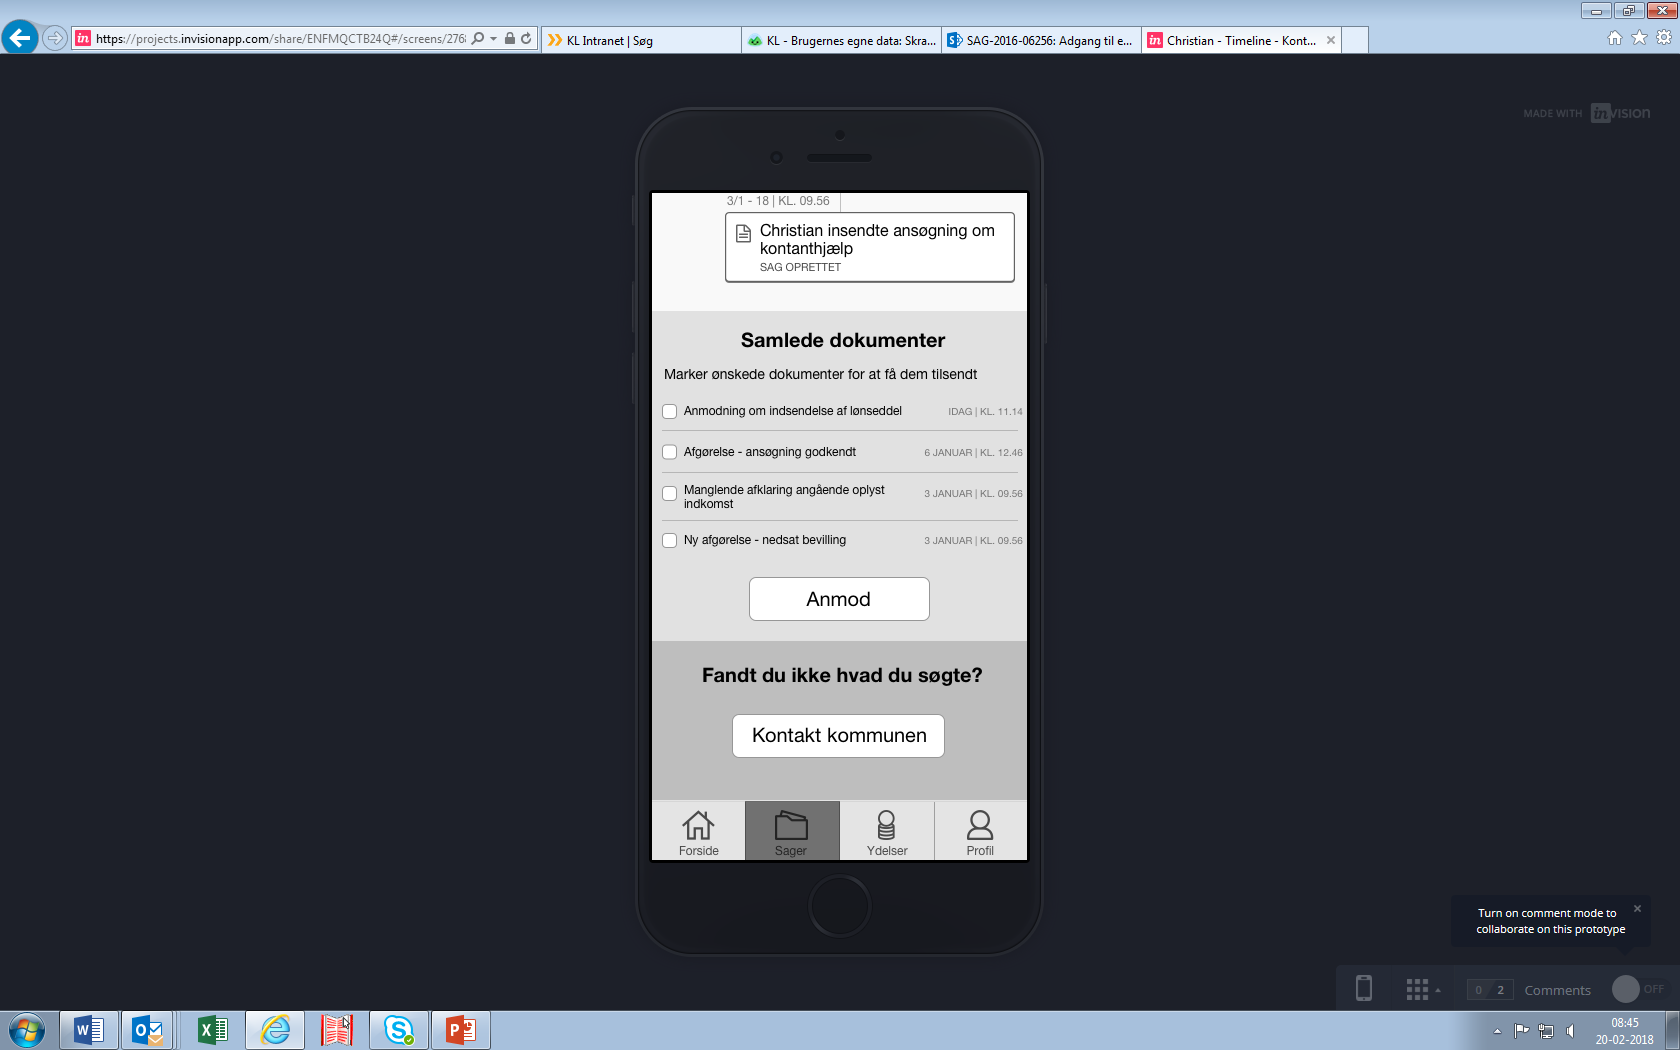 https://projects.invisionapp.com/share/ENFMQCTB24Q#/screens/276
KL Intranet | Søg
KL - Brugernes egne data: Skra...
SAG-2016-06256: Adgang til e...
Christian - Timeline - Kont...
MADE WITH invision
3/1 - 18 | KL. 09.56
Christian insendte ansøgning om
kontanthjælp
SAG OPRETTET
Samlede dokumenter
Marker ønskede dokumenter for at få dem tilsendt
Anmodning om indsendelse af lønseddel IDAG | KL. 11.14
Afgørelse - ansøgning godkendt 6 JANUAR | KL. 12.46
Manglende afklaring angående oplyst
indkomst 3 JANUAR | KL. 09.56
Ny afgørelse - nedsat bevilling 3 JANUAR | KL. 09.56
Anmod
Fandt du ikke hvad du søgte?
Kontakt kommunen
Forside Sager Ydelser Profil
Turn on comment mode to
collaborate on this prototype
0 2 Comments OFF
08:45
20-02-2018